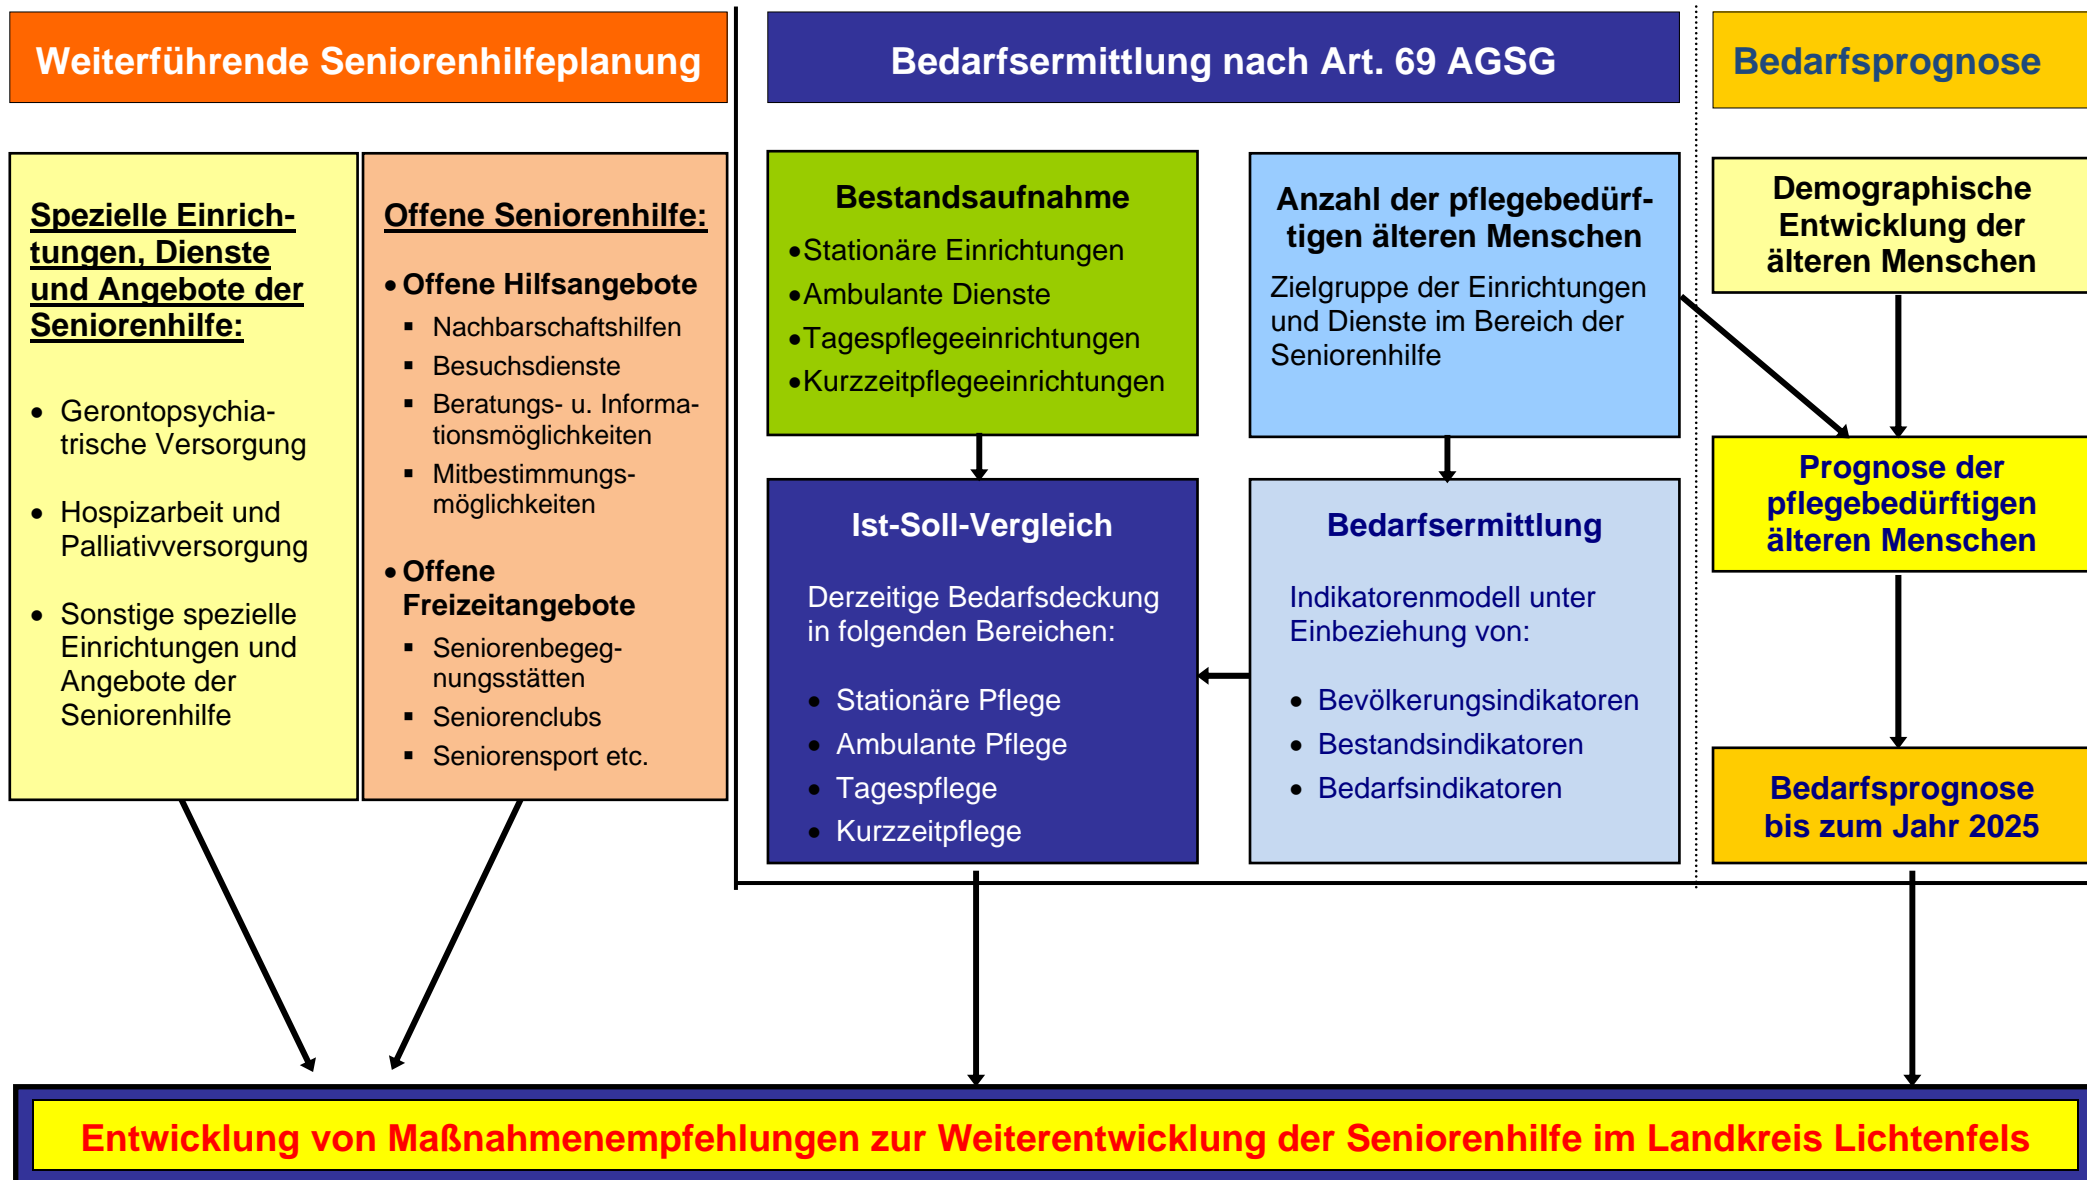 Weiterführende Seniorenhilfeplanung
Bedarfsermittlung nach Art. 69 AGSG
Bedarfsprognose
Spezielle Einrich-
tungen, Dienste
und Angebote der
Seniorenhilfe:
• Gerontopsychia-
trische Versorgung
• Hospizarbeit und
Palliativversorgung
• Sonstige spezielle
Einrichtungen und
Angebote der
Seniorenhilfe
Offene Seniorenhilfe:
• Offene Hilfsangebote
▪ Nachbarschaftshilfen
▪ Besuchsdienste
▪ Beratungs- u. Informa-
tionsmöglichkeiten
▪ Mitbestimmungs-
möglichkeiten
• Offene
Freizeitangebote
▪ Seniorenbegeg-
nungsstätten
▪ Seniorenclubs
▪ Seniorensport etc.
Bestandsaufnahme
•Stationäre Einrichtungen
•Ambulante Dienste
•Tagespflegeeinrichtungen
•Kurzzeitpflegeeinrichtungen
Anzahl der pflegebedürf-
tigen älteren Menschen
Zielgruppe der Einrichtungen
und Dienste im Bereich der
Seniorenhilfe
Demographische
Entwicklung der
älteren Menschen
Ist-Soll-Vergleich
Derzeitige Bedarfsdeckung
in folgenden Bereichen:
• Stationäre Pflege
• Ambulante Pflege
• Tagespflege
• Kurzzeitpflege
Bedarfsermittlung
Indikatorenmodell unter
Einbeziehung von:
• Bevölkerungsindikatoren
• Bestandsindikatoren
• Bedarfsindikatoren
Prognose der
pflegebedürftigen
älteren Menschen
Bedarfsprognose
bis zum Jahr 2025
Entwicklung von Maßnahmenempfehlungen zur Weiterentwicklung der Seniorenhilfe im Landkreis Lichtenfels